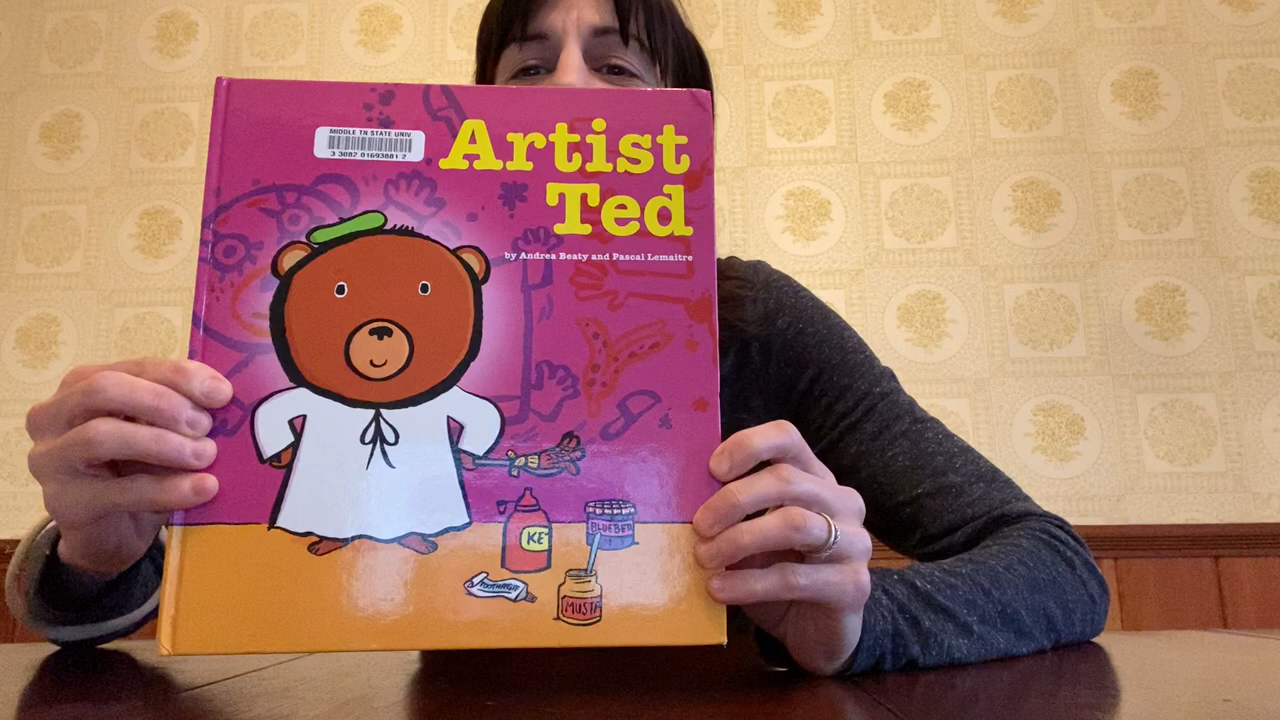 MIDDLE TN STATE UNIV
3 3082 01693881 2
Artist
Ted
by Andrea Beaty and Pascal Lemaitre
KE
BLUEBER
TOOTHPASTE
MUST